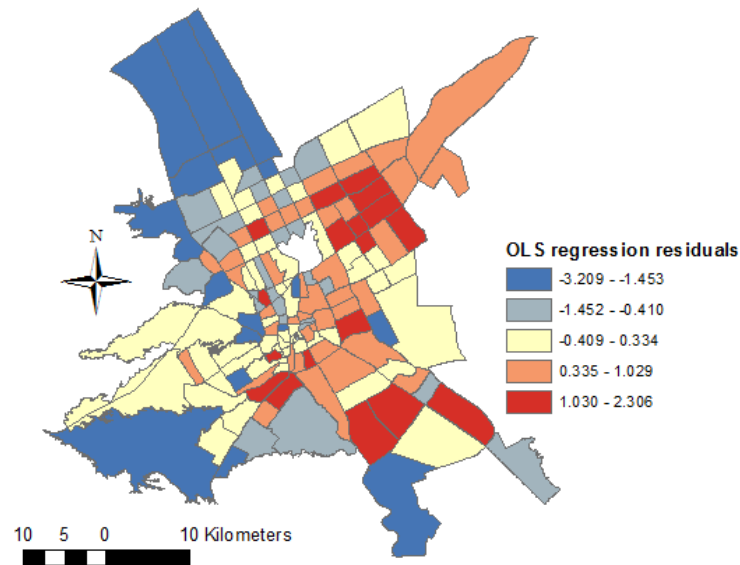 N
OLS regression residuals
-3.209 - -1.453
-1.452 - -0.410
-0.409 - 0.334
0.335 - 1.029
1.030 - 2.306
10 5 0 10 Kilometers